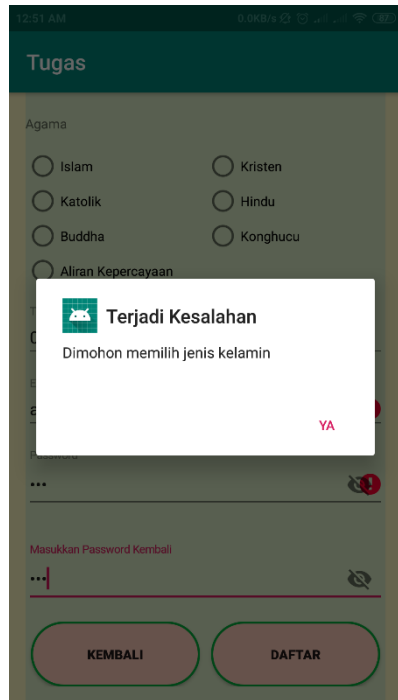 12:51 AM 0.0KB/s 87
Tugas
Agama
Islam Kristen
Katolik Hindu
Buddha Konghucu
Aliran Kepercayaan
Terjadi Kesalahan
Dimohon memilih jenis kelamin
YA
Password
Masukkan Password Kembali
KEMBALI DAFTAR